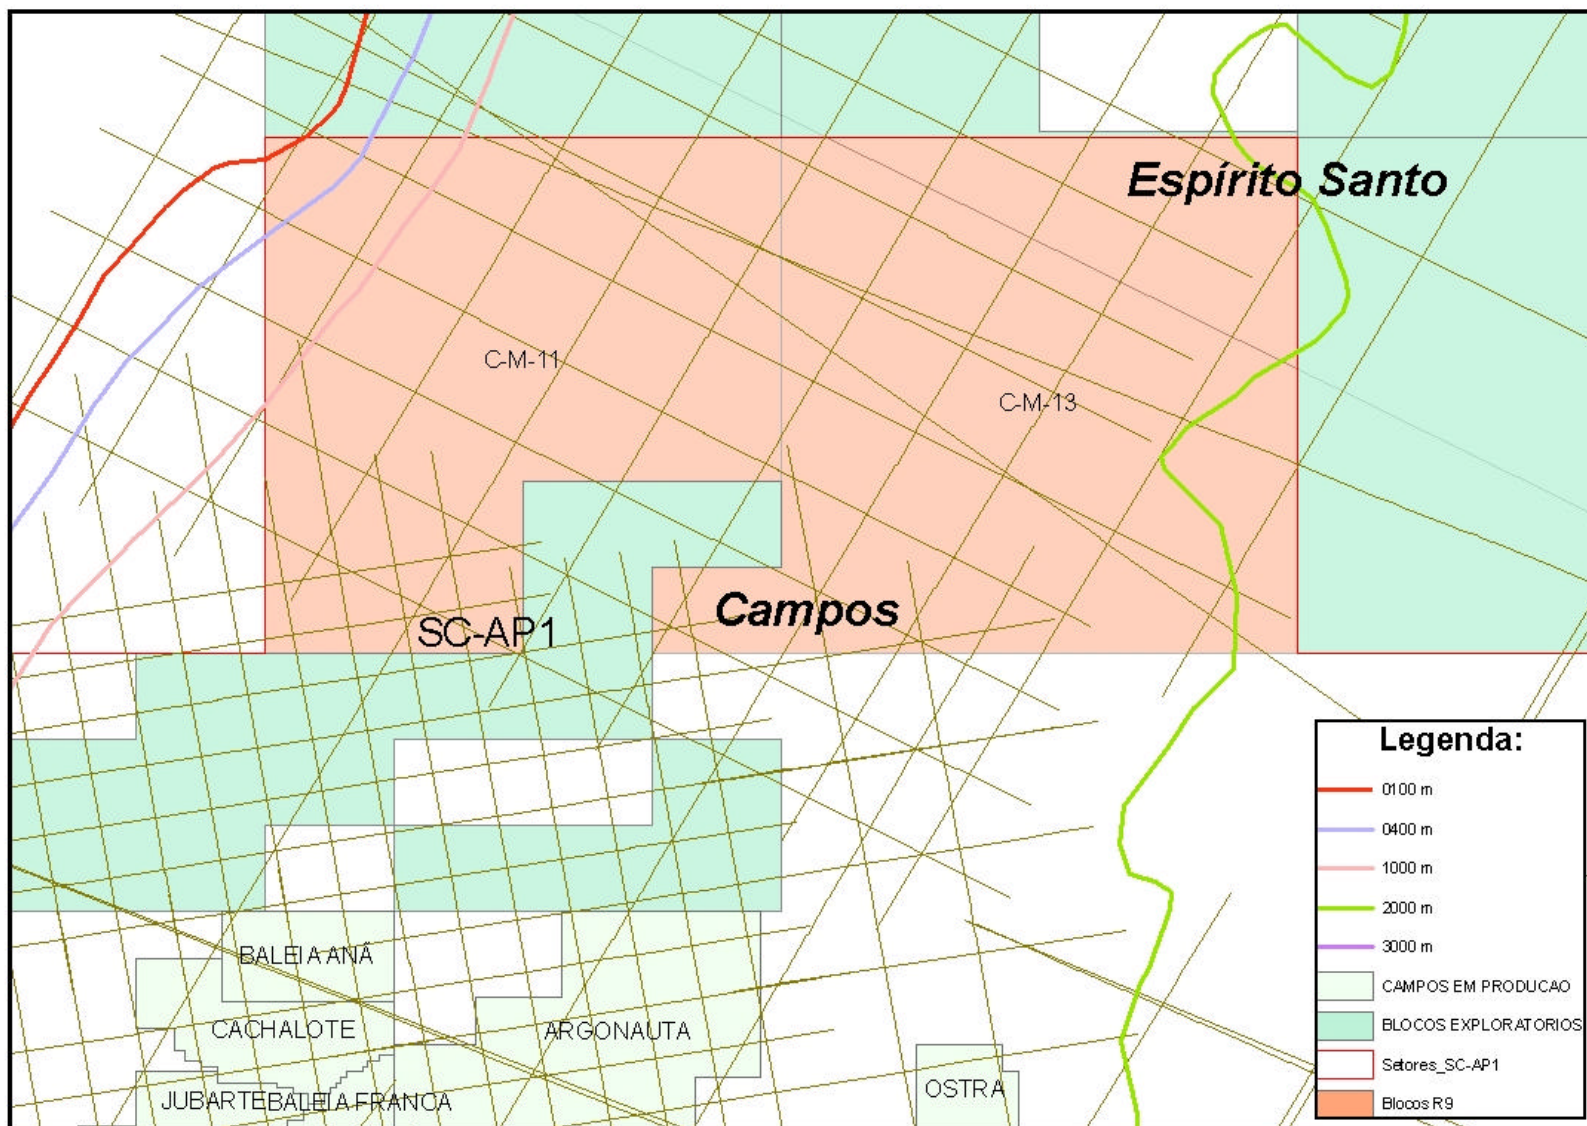 Espírito Santo
C-M-11
C-M-13
Campos
SC-AP1
Legenda:
0100 m
0400 m
1000 m
2000 m
3000 m
CAMPOS EM PRODUCAO
BLOCOS EXPLORATORIOS
Setores_SC-AP1
Blocos R9
BALEIA ANÃ
CACHALOTE
ARGONAUTA
JUBARTE
BALEIA FRANCA
OSTRA